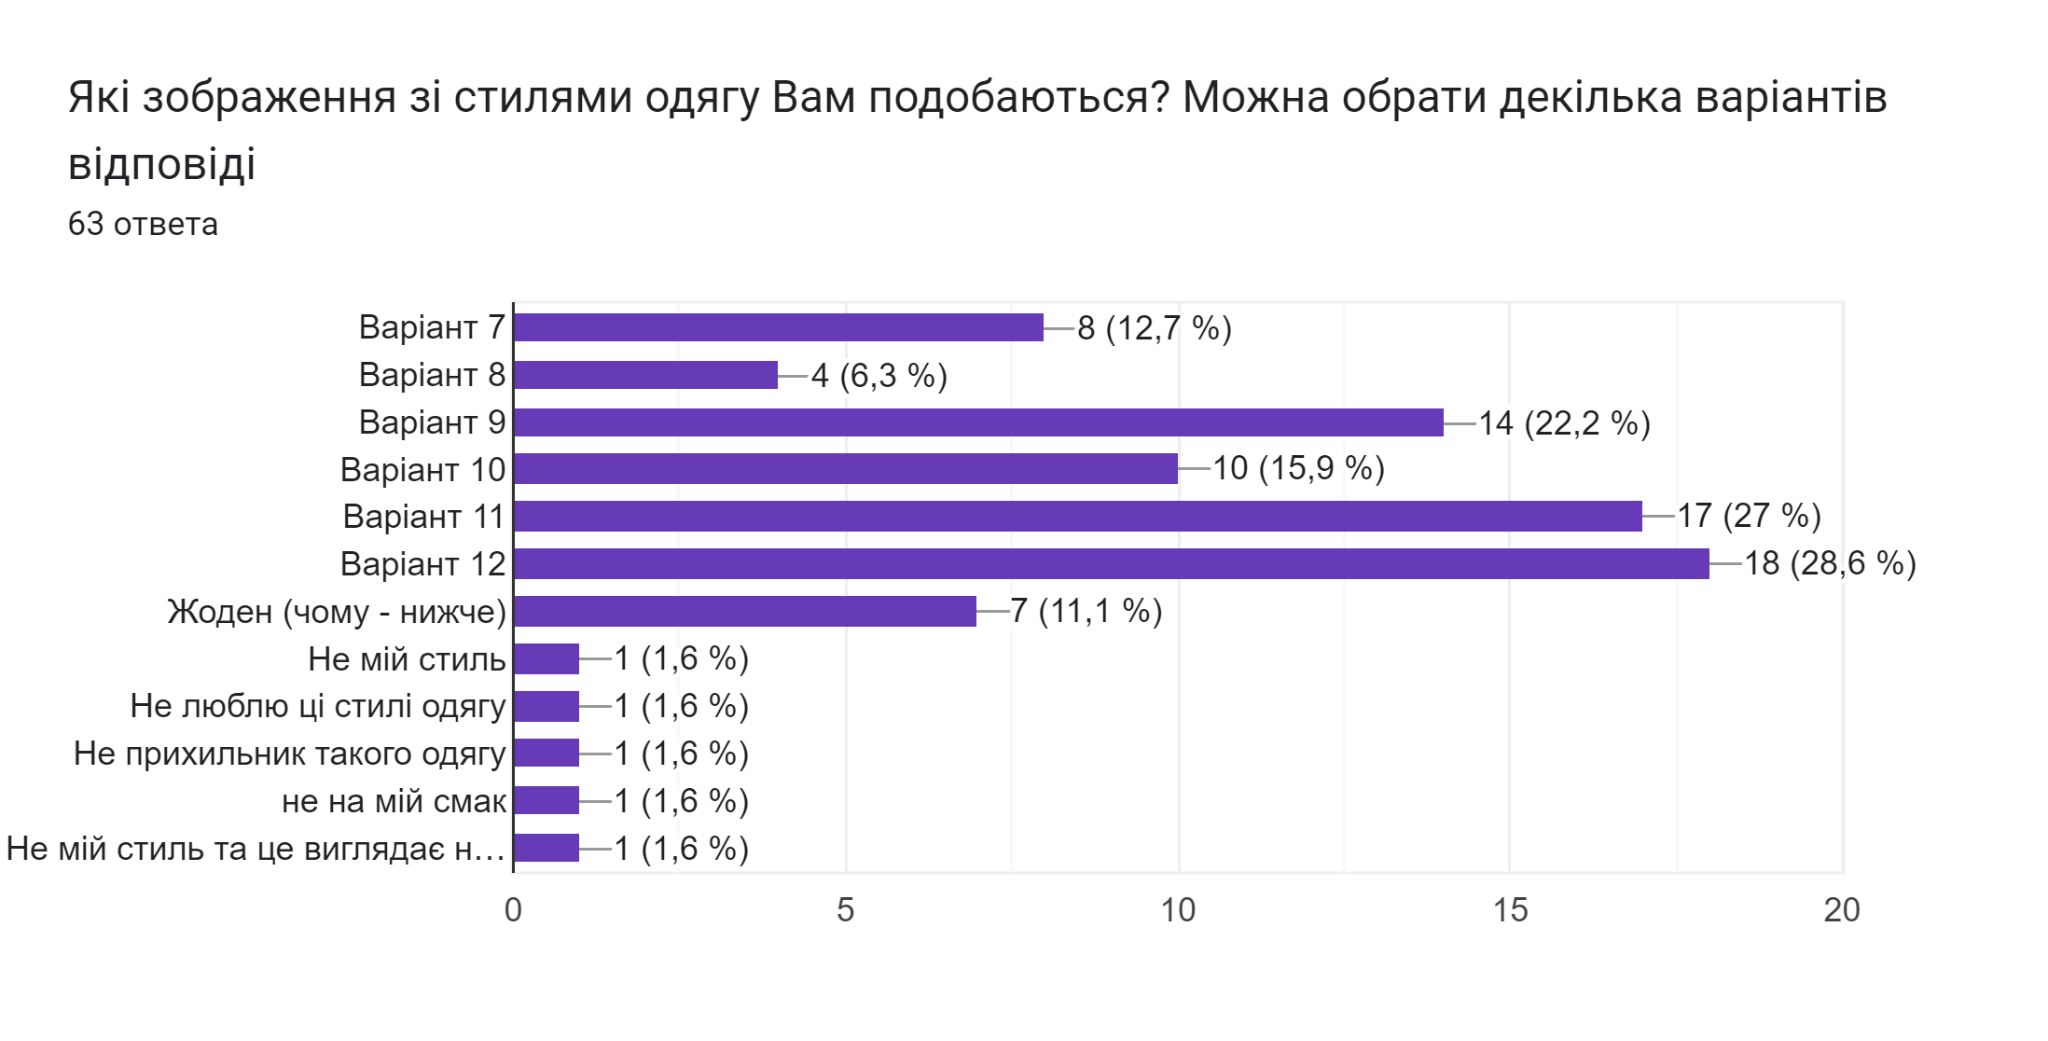 Які зображення зі стилями одягу Вам подобаються? Можна обрати декілька варіантів
відповіді
63 ответа
Варіант 7 8 (12,7 %)
Варіант 8 4 (6,3 %)
Варіант 9 14 (22,2 %)
Варіант 10 10 (15,9 %)
Варіант 11 17 (27 %)
Варіант 12 18 (28,6 %)
Жоден (чому - нижче) 7 (11,1 %)
Не мій стиль 1 (1,6 %)
Не люблю ці стилі одягу 1 (1,6 %)
Не прихильник такого одягу 1 (1,6 %)
не на мій смак 1 (1,6 %)
Не мій стиль та це виглядає н… 1 (1,6 %)
0 5 10 15 20